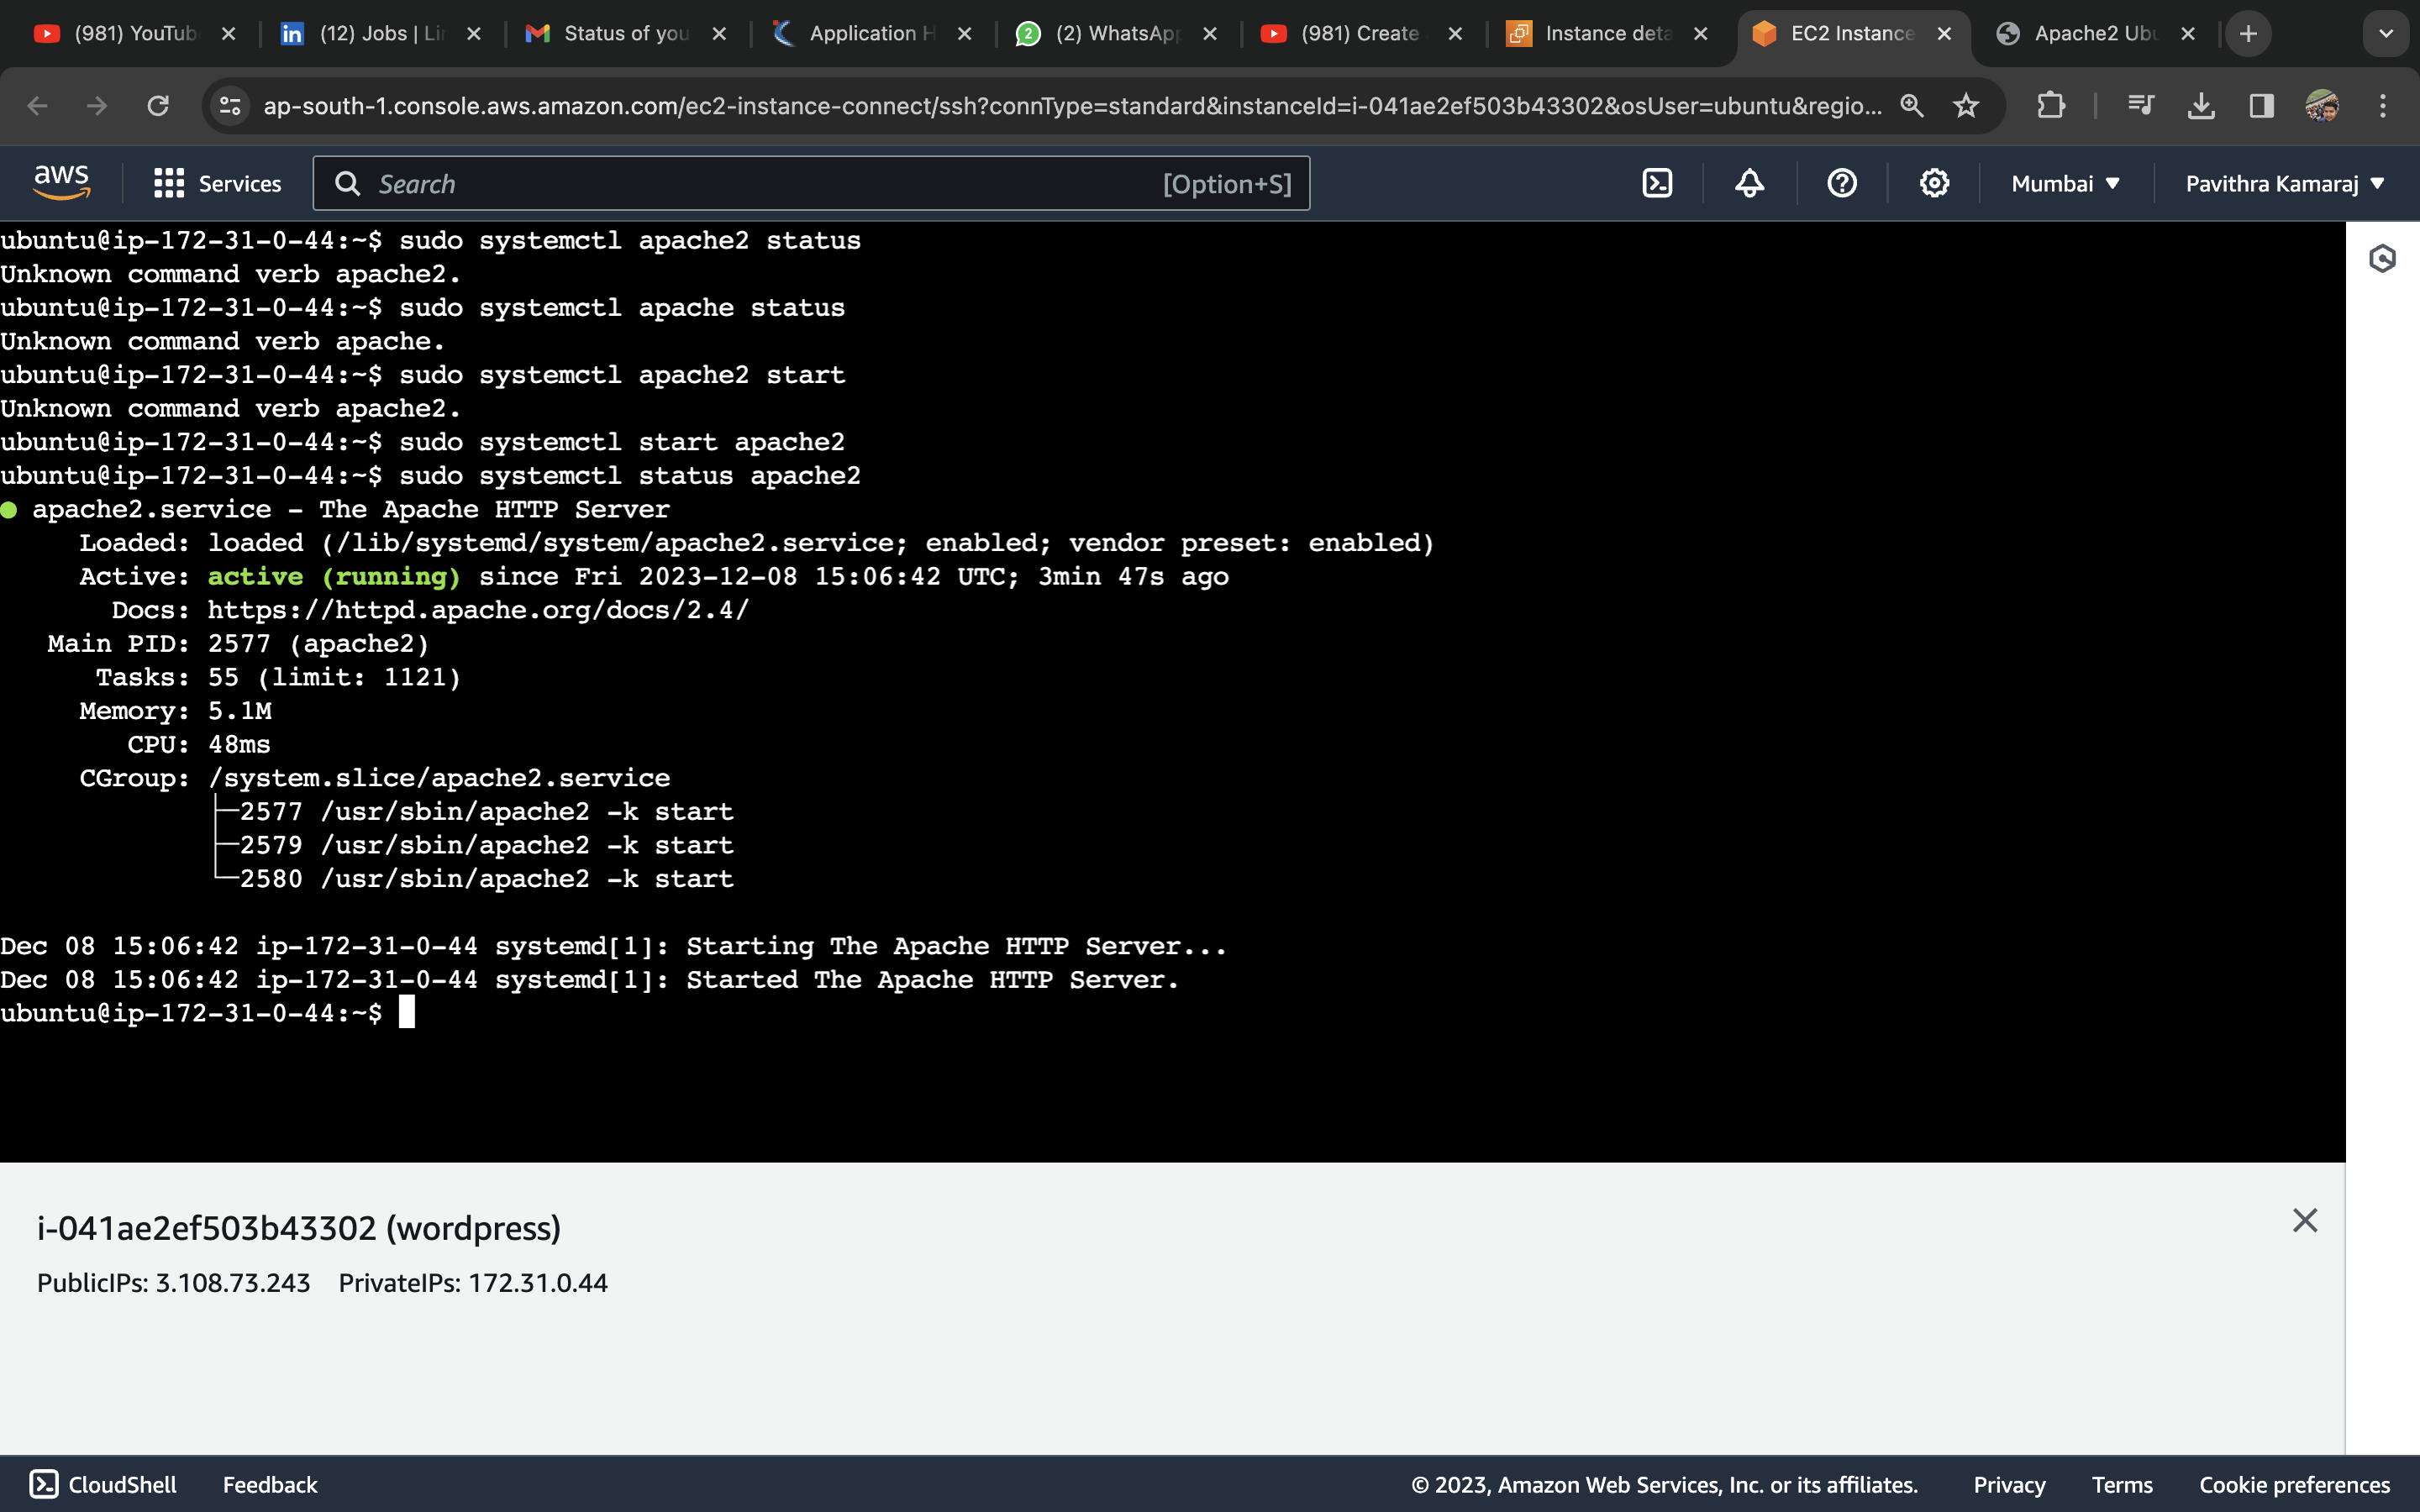 (981) YouTub
(12) Jobs | Li
Status of you
Application H
2
(2) WhatsApp
(981) Create
Instance deta
EC2 Instance
Apache2 Ubu
ap-south-1.console.aws.amazon.com/ec2-instance-connect/ssh?connType=standard&instanceId=i-041ae2ef503b43302&osUser=ubuntu&regio...
aws
Services
Search
[Option+S]
Mumbai
Pavithra Kamaraj
ubuntu@ip-172-31-0-44:~$ sudo systemctl apache2 status
Unknown command verb apache2.
ubuntu@ip-172-31-0-44:~$ sudo systemctl apache status
Unknown command verb apache.
ubuntu@ip-172-31-0-44:~$ sudo systemctl apache2 start
Unknown command verb apache2.
ubuntu@ip-172-31-0-44:~$ sudo systemctl start apache2
ubuntu@ip-172-31-0-44:~$ sudo systemctl status apache2
● apache2.service - The Apache HTTP Server
Loaded: loaded (/lib/systemd/system/apache2.service; enabled; vendor preset: enabled)
Active: active (running) since Fri 2023-12-08 15:06:42 UTC; 3min 47s ago
Docs: https://httpd.apache.org/docs/2.4/
Main PID: 2577 (apache2)
Tasks: 55 (limit: 1121)
Memory: 5.1M
CPU: 48ms
CGroup: /system.slice/apache2.service
├─2577 /usr/sbin/apache2 -k start
├─2579 /usr/sbin/apache2 -k start
└─2580 /usr/sbin/apache2 -k start
Dec 08 15:06:42 ip-172-31-0-44 systemd[1]: Starting The Apache HTTP Server...
Dec 08 15:06:42 ip-172-31-0-44 systemd[1]: Started The Apache HTTP Server.
ubuntu@ip-172-31-0-44:~$
i-041ae2ef503b43302 (wordpress)
PublicIPs: 3.108.73.243 PrivateIPs: 172.31.0.44
CloudShell
Feedback
© 2023, Amazon Web Services, Inc. or its affiliates.
Privacy
Terms
Cookie preferences